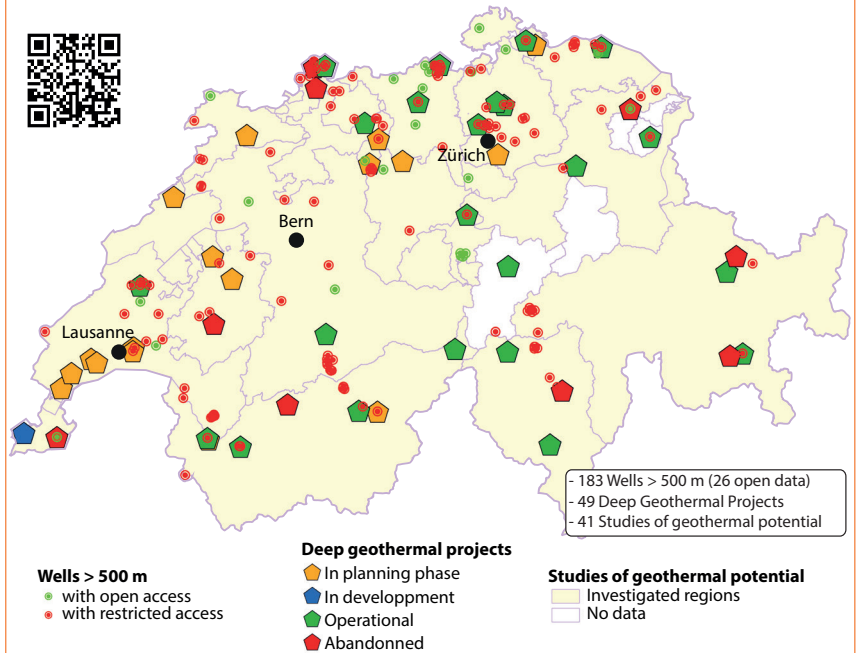 Zürich
Bern
Lausanne
- 183 Wells > 500 m (26 open data)
- 49 Deep Geothermal Projects
- 41 Studies of geothermal potential
Wells > 500 m
with open access
with restricted access
Deep geothermal projects
In planning phase
In developpment
Operational
Abandonned
Studies of geothermal potential
Investigated regions
No data